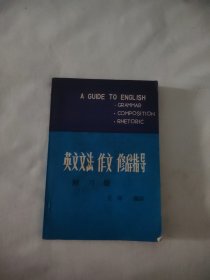 A GUIDE TO ENGLISH
• GRAMMAR
• COMPOSITION
• RHETORIC
英文文法 作文 修辞指导